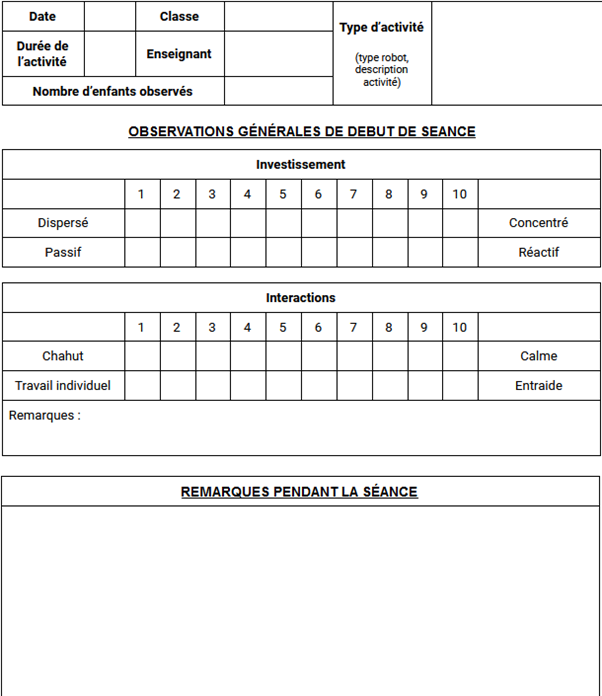 Date Classe
Type d'activité
Durée de
l'activité Enseignant
(type robot,
description
activité)
Nombre d'enfants observés
OBSERVATIONS GÉNÉRALES DE DEBUT DE SEANCE
Investissement
1 2 3 4 5 6 7 8 9 10
Dispersé Concentré
Passif Réactif
Interactions
1 2 3 4 5 6 7 8 9 10
Chahut Calme
Travail individuel Entraide
Remarques :
REMARQUES PENDANT LA SÉANCE